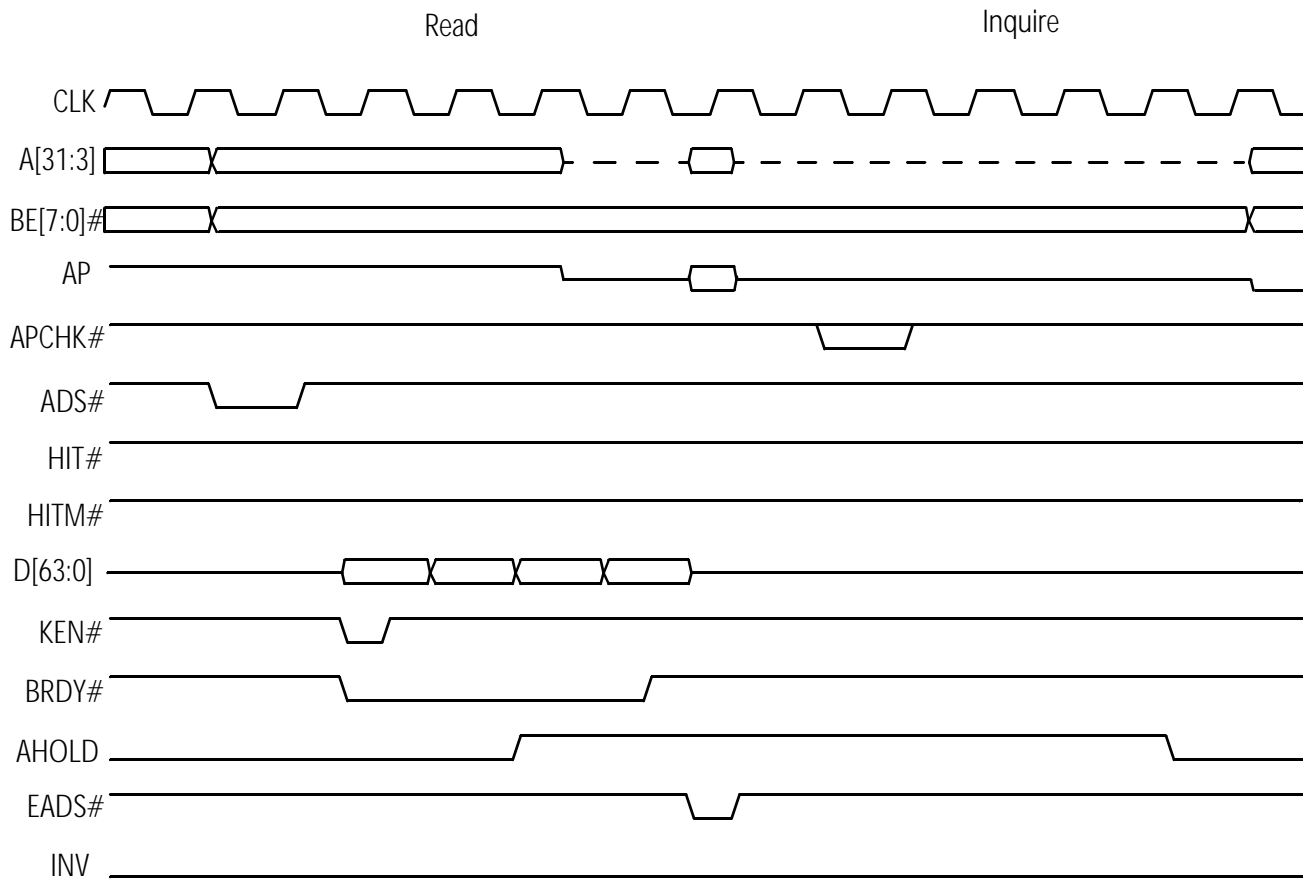 Read
Inquire
CLK
A[31:3]
BE[7:0]#
AP
APCHK#
ADS#
HIT#
HITM#
D[63:0]
KEN#
BRDY#
AHOLD
EADS#
INV